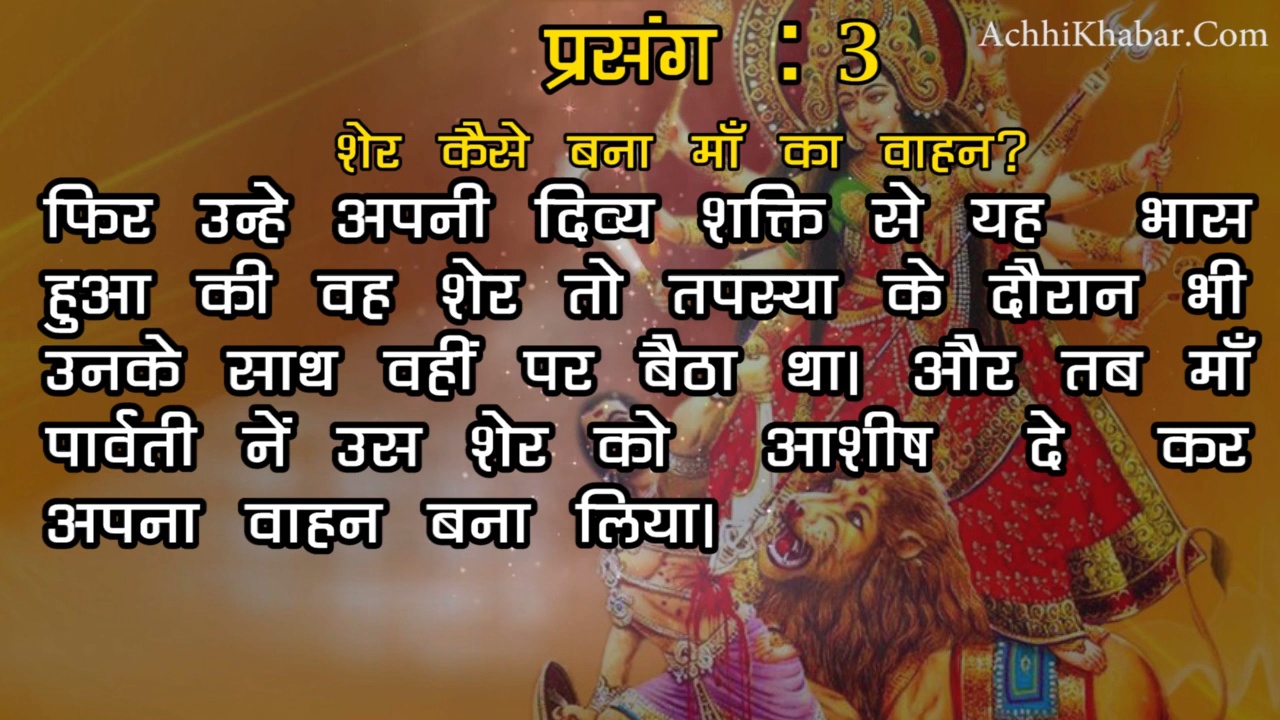 AchhiKhabar.Com
प्रसंग : 3
शेर कैसे बना माँ का वाहन?
फिर उन्हे अपनी दिव्य शक्ति से यह भास
हुआ की वह शेर तो तपस्या के दौरान भी
उनके साथ वहीं पर बैठा था। और तब माँ
पार्वती नें उस शेर को आशीष दे कर
अपना वाहन बना लिया।